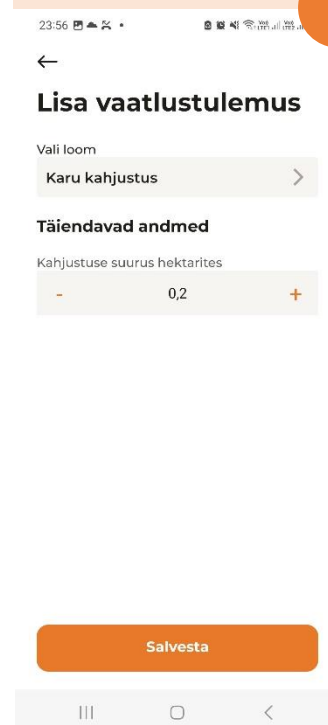 23:56
Lisa vaatlustulemus
Vali loom
Karu kahjustus
Täiendavad andmed
Kahjustuse suurus hektarites
- 0,2 +
Salvesta